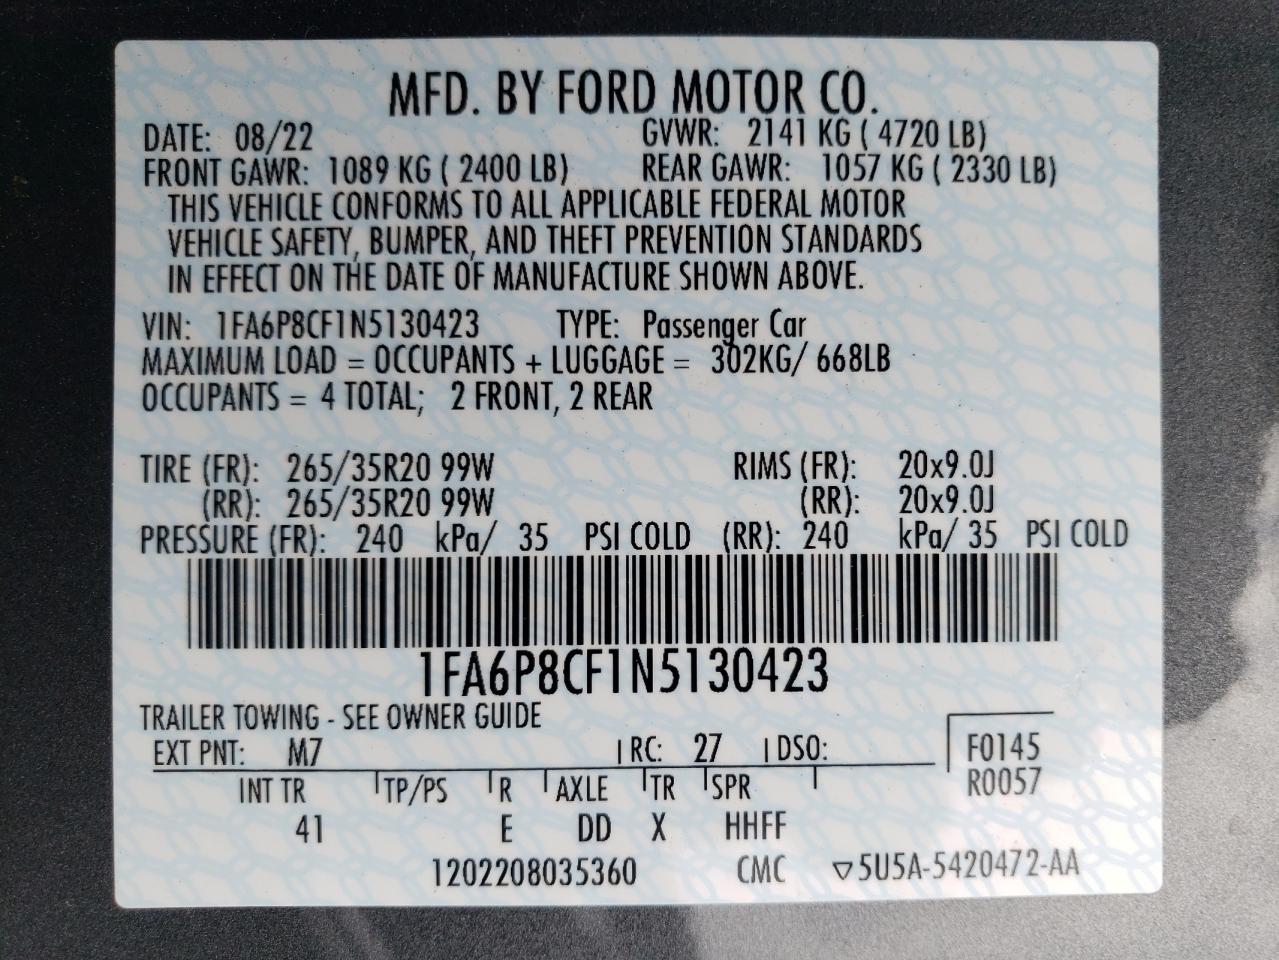 MFD. BY FORD MOTOR CO.
DATE: 08/22 GVWR: 2141 KG ( 4720 LB)
FRONT GAWR: 1089 KG ( 2400 LB) REAR GAWR: 1057 KG ( 2330 LB)
THIS VEHICLE CONFORMS TO ALL APPLICABLE FEDERAL MOTOR
VEHICLE SAFETY, BUMPER, AND THEFT PREVENTION STANDARDS
IN EFFECT ON THE DATE OF MANUFACTURE SHOWN ABOVE.
VIN: 1FA6P8CF1N5130423 TYPE: Passenger Car
MAXIMUM LOAD = OCCUPANTS + LUGGAGE = 302KG/ 668LB
OCCUPANTS = 4 TOTAL; 2 FRONT, 2 REAR
TIRE (FR): 265/35R20 99W RIMS (FR): 20x9.0J
(RR): 265/35R20 99W (RR): 20x9.0J
PRESSURE (FR): 240 kPa/ 35 PSI COLD (RR): 240 kPa/ 35 PSI COLD
1FA6P8CF1N5130423
TRAILER TOWING - SEE OWNER GUIDE
EXT PNT: M7 RC: 27 DSO: F0145
R0057
INT TR TP/PS R AXLE TR SPR
41 E DD X HHFF
1202208035360 CMC ▽5U5A-5420472-AA